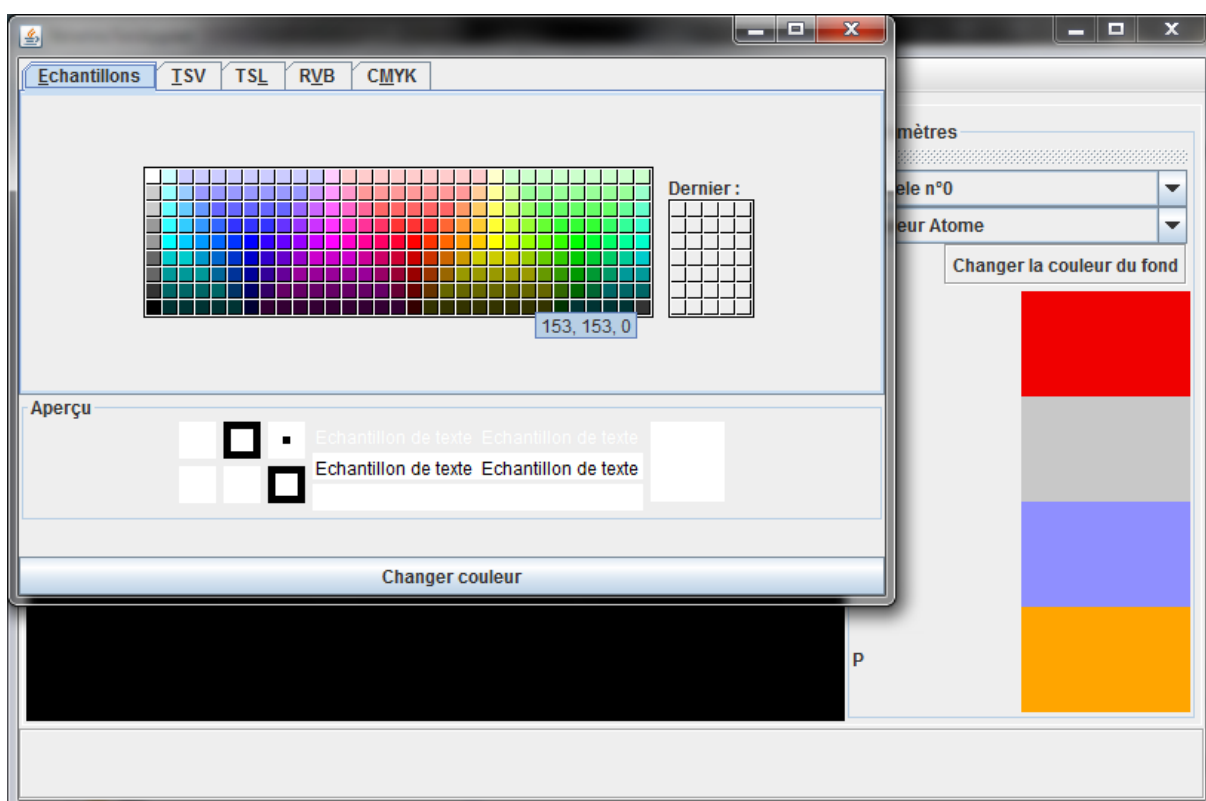 Echantillons TSV TSL RVB CMYK
Dernier :
153, 153, 0
Aperçu
Echantillon de texte Echantillon de texte
Echantillon de texte Echantillon de texte
Changer couleur
mètres
ele n°0
eur Atome
Changer la couleur du fond
P